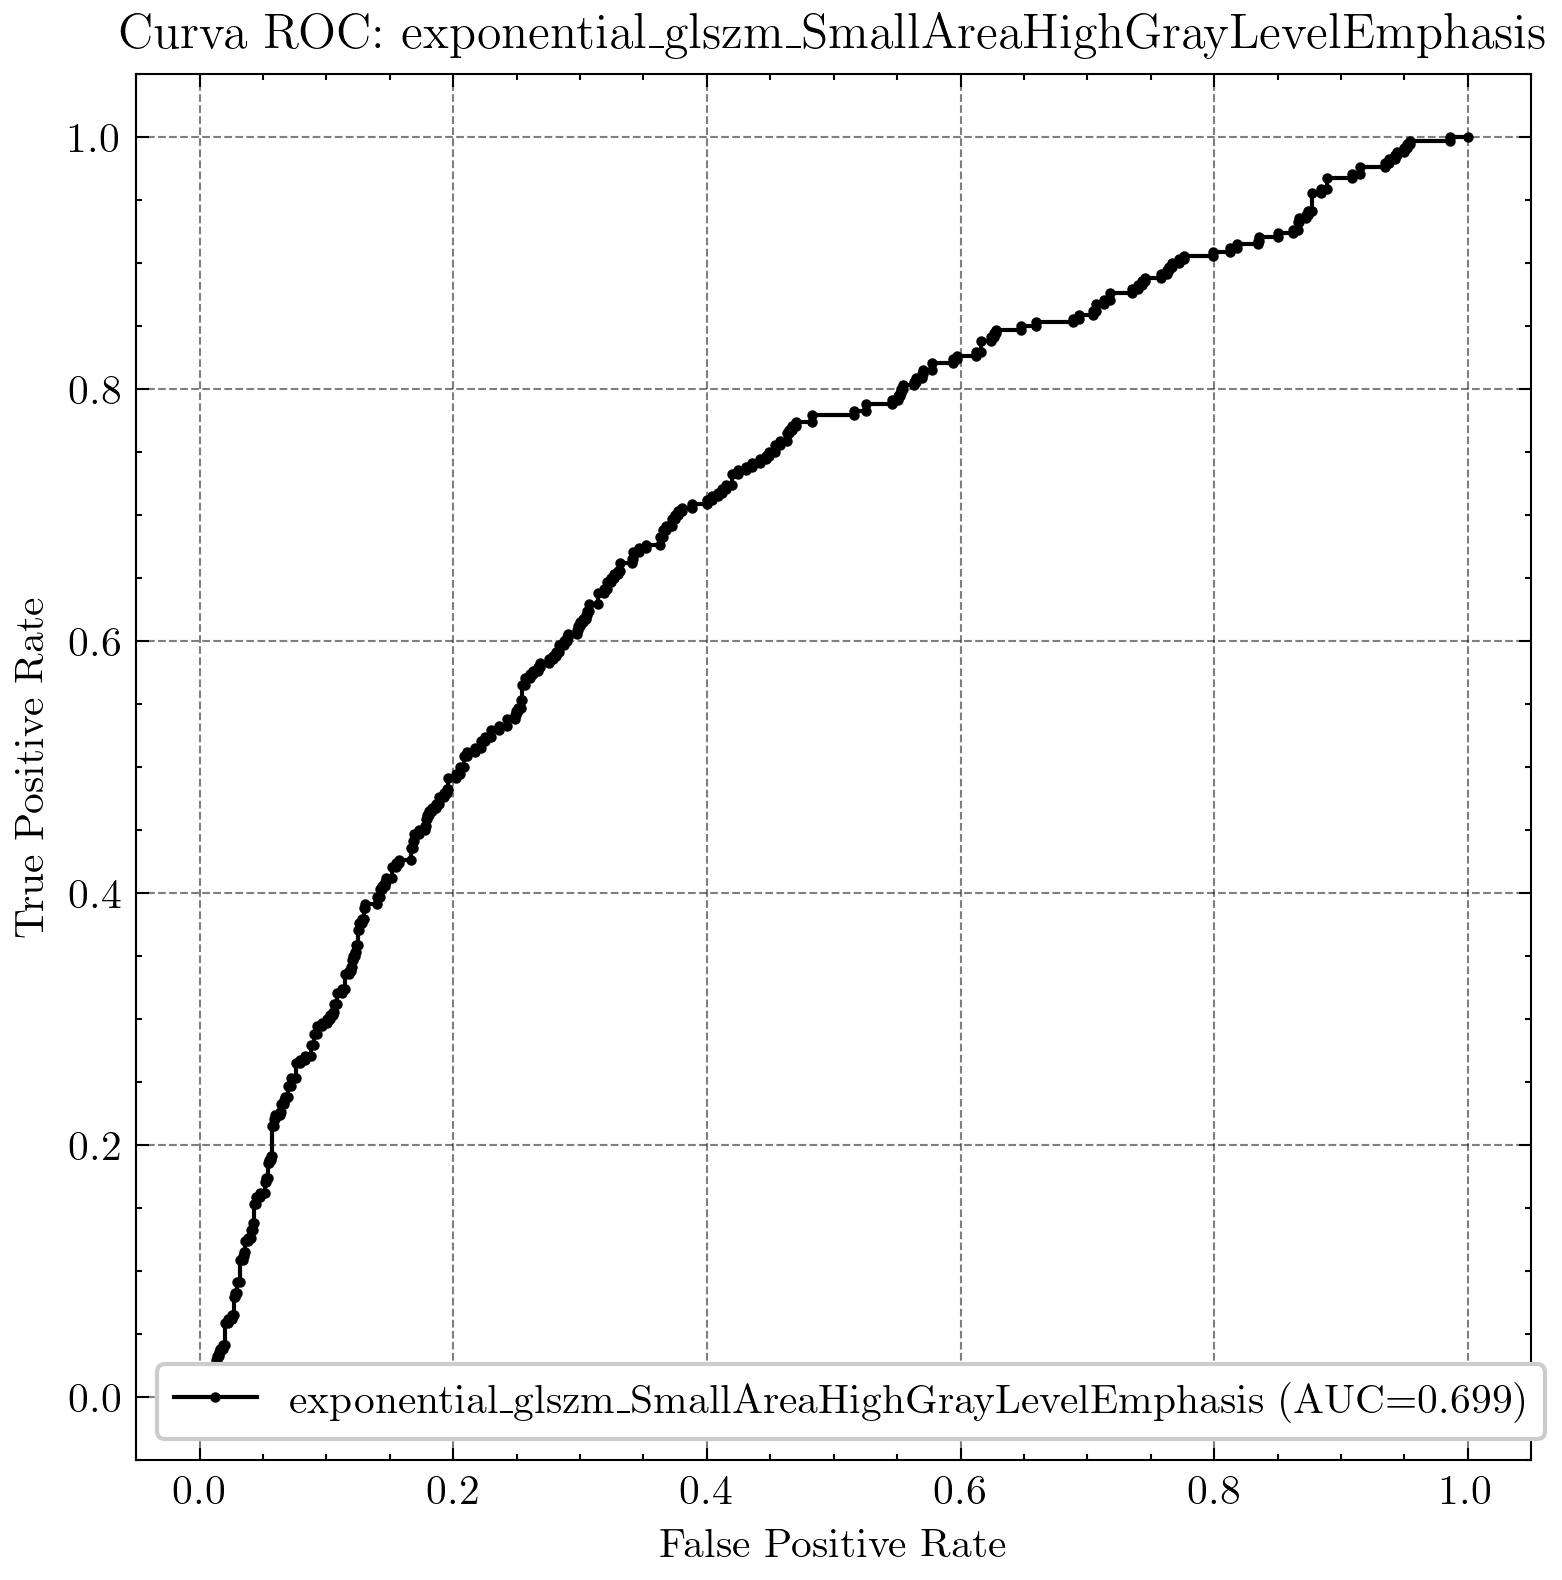 Curva ROC: exponential_glszm_SmallAreaHighGrayLevelEmphasis
1.0
0.8
0.6
0.4
0.2
0.0
True Positive Rate
exponential_glszm_SmallAreaHighGrayLevelEmphasis (AUC=0.699)
0.0 0.2 0.4 0.6 0.8 1.0
False Positive Rate